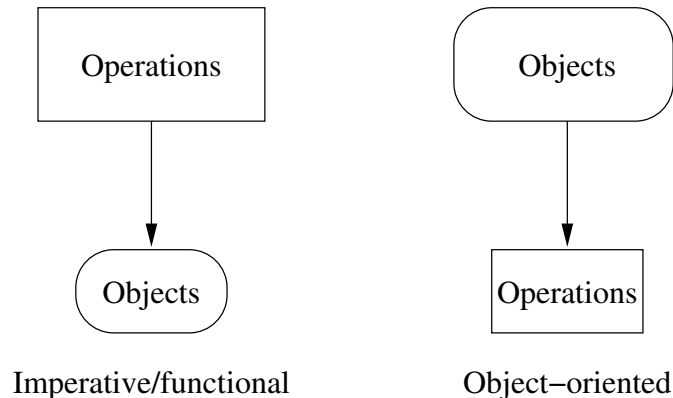 Operations
Objects
Objects
Operations
Imperative/functional
Object−oriented